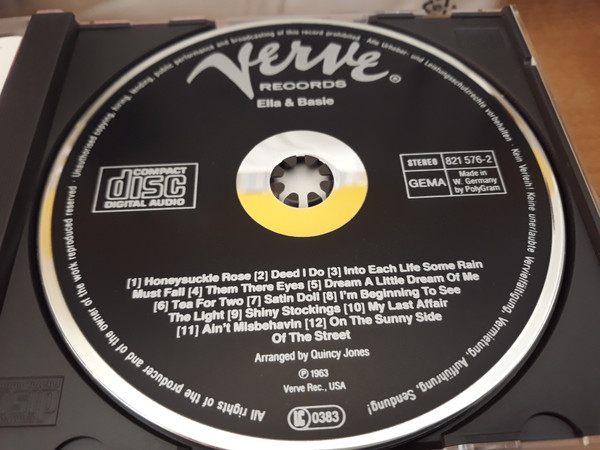 Verve®
RECORDS
Ella & Basie
COMPACT
disc
DIGITAL AUDIO
STEREO 821 576-2
GEMA Made in
W. Germany
by PolyGram
[1] Honeysuckle Rose [2] Deed I Do [3] Into Each Life Some Rain
Must Fall [4] Them There Eyes [5] Dream A Little Dream Of Me
[6] Tea For Two [7] Satin Doll [8] I'm Beginning To See
The Light [9] Shiny Stockings [10] My Last Affair
[11] Ain't Misbehavin [12] On The Sunny Side
Of The Street
Arranged by Quincy Jones
℗ 1963
Verve Rec., USA
LC 0383
All rights of the producer and of the owner of the work reproduced reserved · Unauthorised copying, hiring, lending, public performance and broadcasting of this record prohibited · Alle Urheber- und Leistungsschutzrechte vorbehalten · Kein Verleih! Keine unerlaubte Vervielfältigung, Vermietung, Aufführung, Sendung!